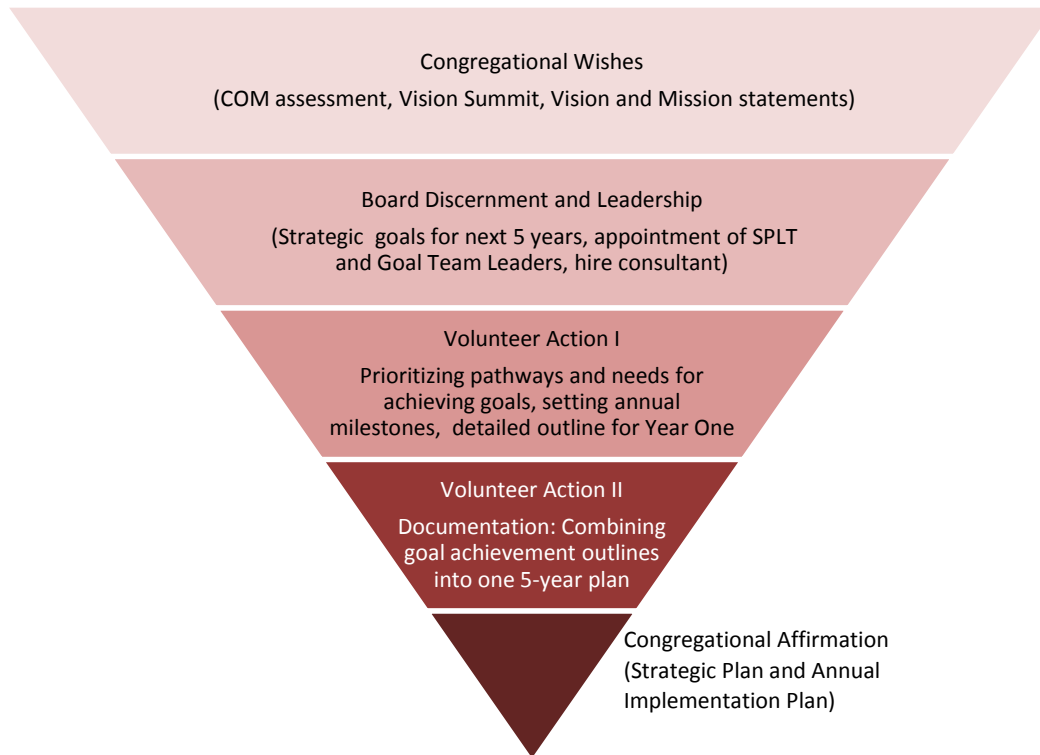 Congregational Wishes
(COM assessment, Vision Summit, Vision and Mission statements)
Board Discernment and Leadership
(Strategic  goals for next 5 years, appointment of SPLT
and Goal Team Leaders, hire consultant)
Volunteer Action I
Prioritizing pathways and needs for
achieving goals, setting annual
milestones,  detailed outline for Year One
Volunteer Action II
Documentation: Combining
goal achievement outlines
into one 5-year plan
Congregational Affirmation
(Strategic Plan and Annual
Implementation Plan)